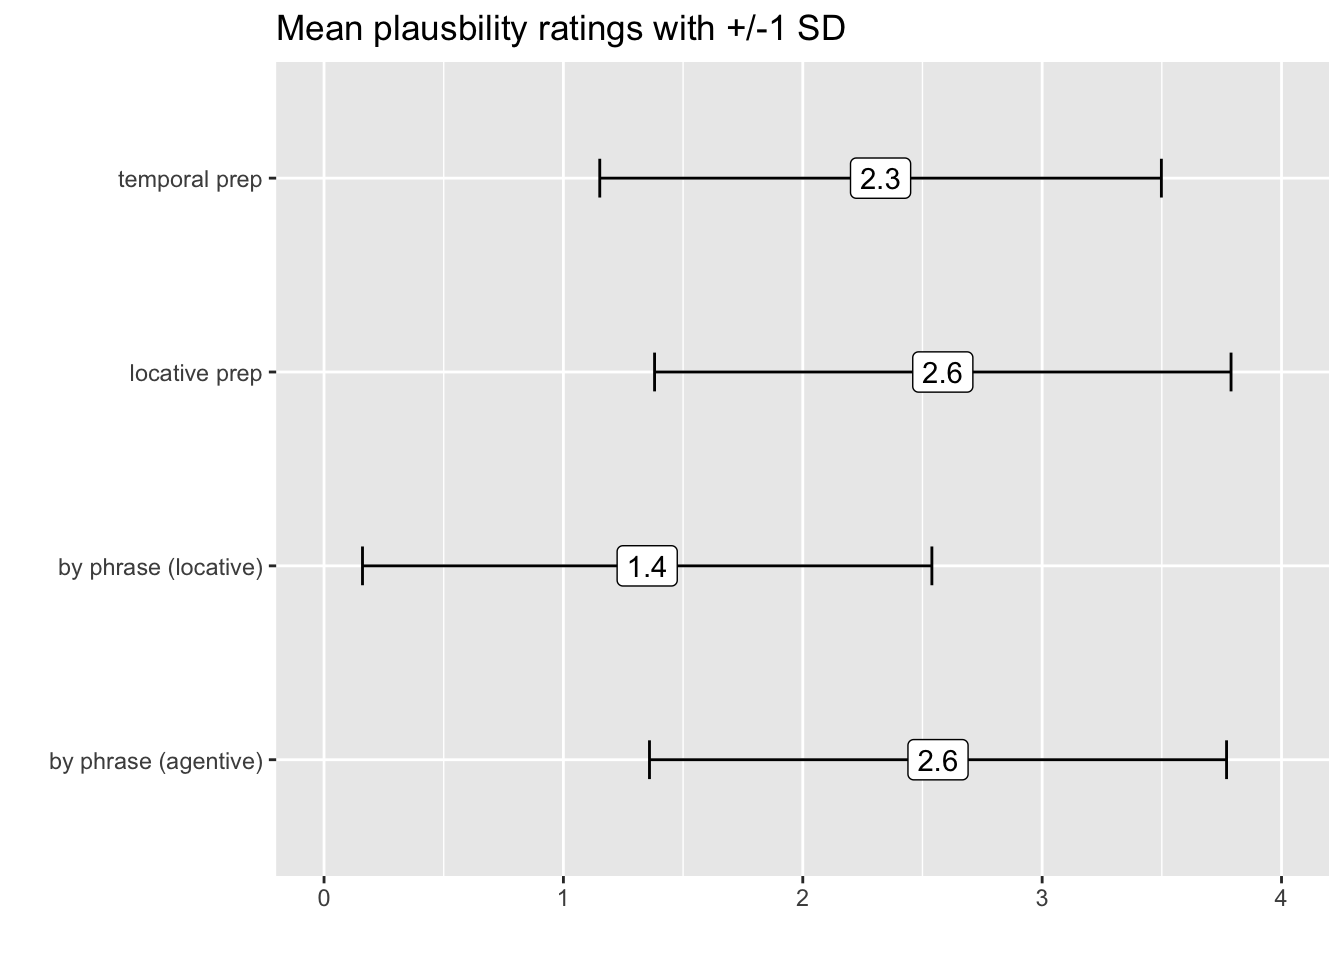 Mean plausbility ratings with +/-1 SD
temporal prep
2.3
locative prep
2.6
by phrase (locative)
1.4
by phrase (agentive)
2.6
0 1 2 3 4